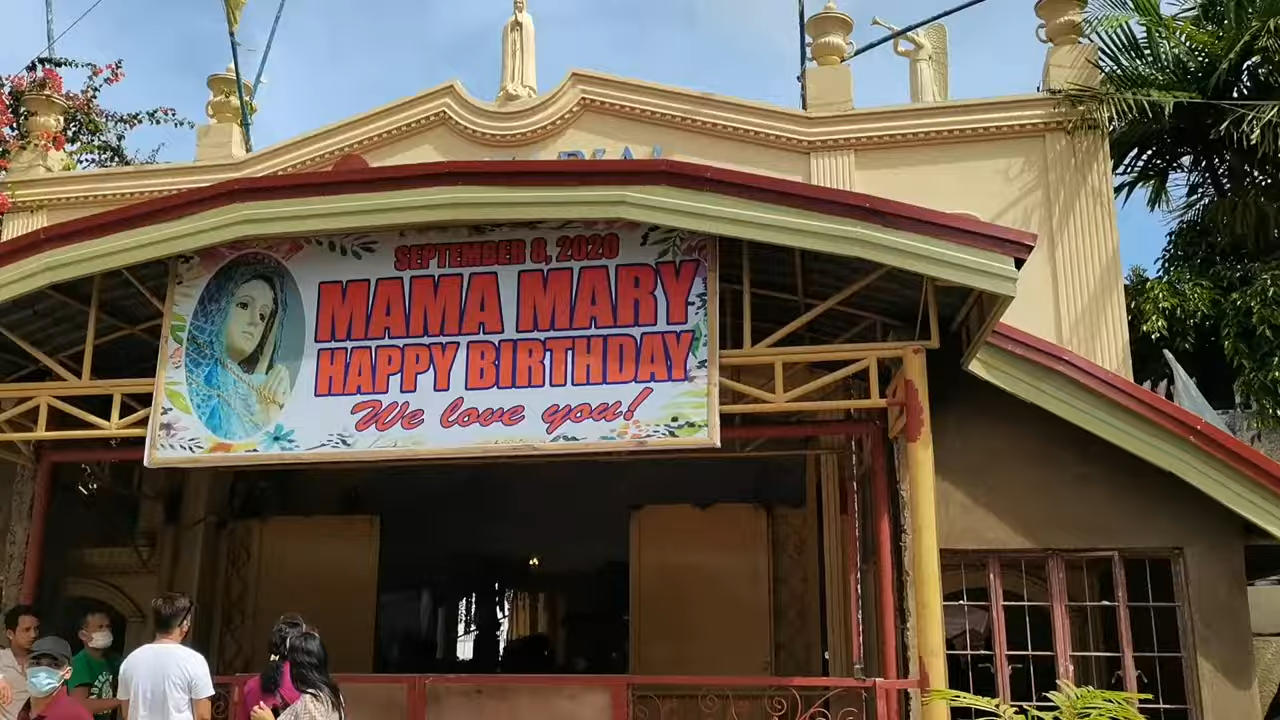 SEPTEMBER 8, 2020
MAMA MARY
HAPPY BIRTHDAY
We love you!